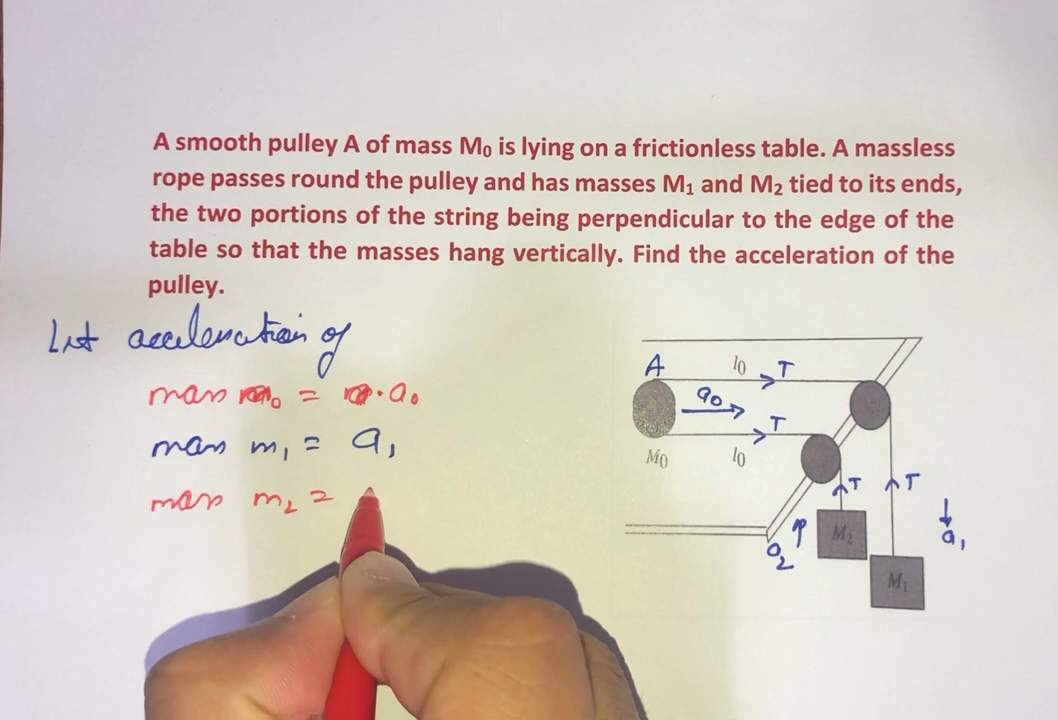 A smooth pulley A of mass M₀ is lying on a frictionless table. A massless
rope passes round the pulley and has masses M₁ and M₂ tied to its ends,
the two portions of the string being perpendicular to the edge of the
table so that the masses hang vertically. Find the acceleration of the
pulley.
Let acceleration of
mass m₀ = a₀
mass m₁ = a₁
mass m₂ =
A
l₀
T
a₀
T
M₀
l₀
T
T
a₂
M₂
a₁
M₁